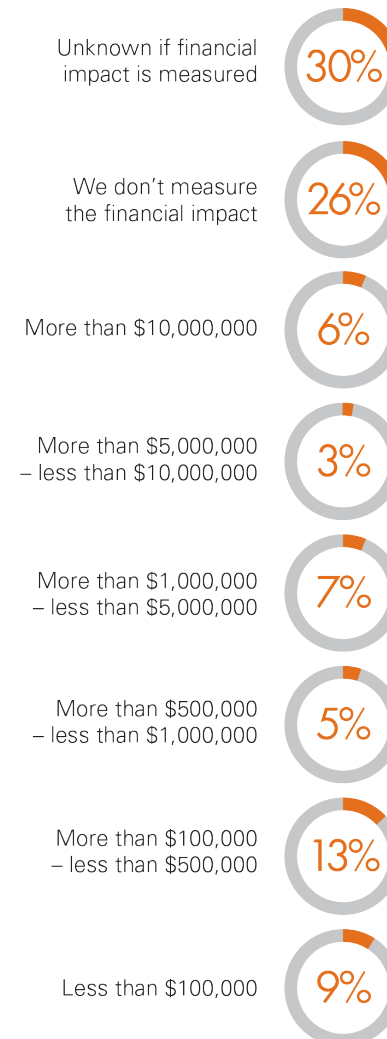 Unknown if financial
impact is measured
30%
We don’t measure
the financial impact
26%
More than $10,000,000
6%
More than $5,000,000
– less than $10,000,000
3%
More than $1,000,000
– less than $5,000,000
7%
More than $500,000
– less than $1,000,000
5%
More than $100,000
– less than $500,000
13%
Less than $100,000
9%